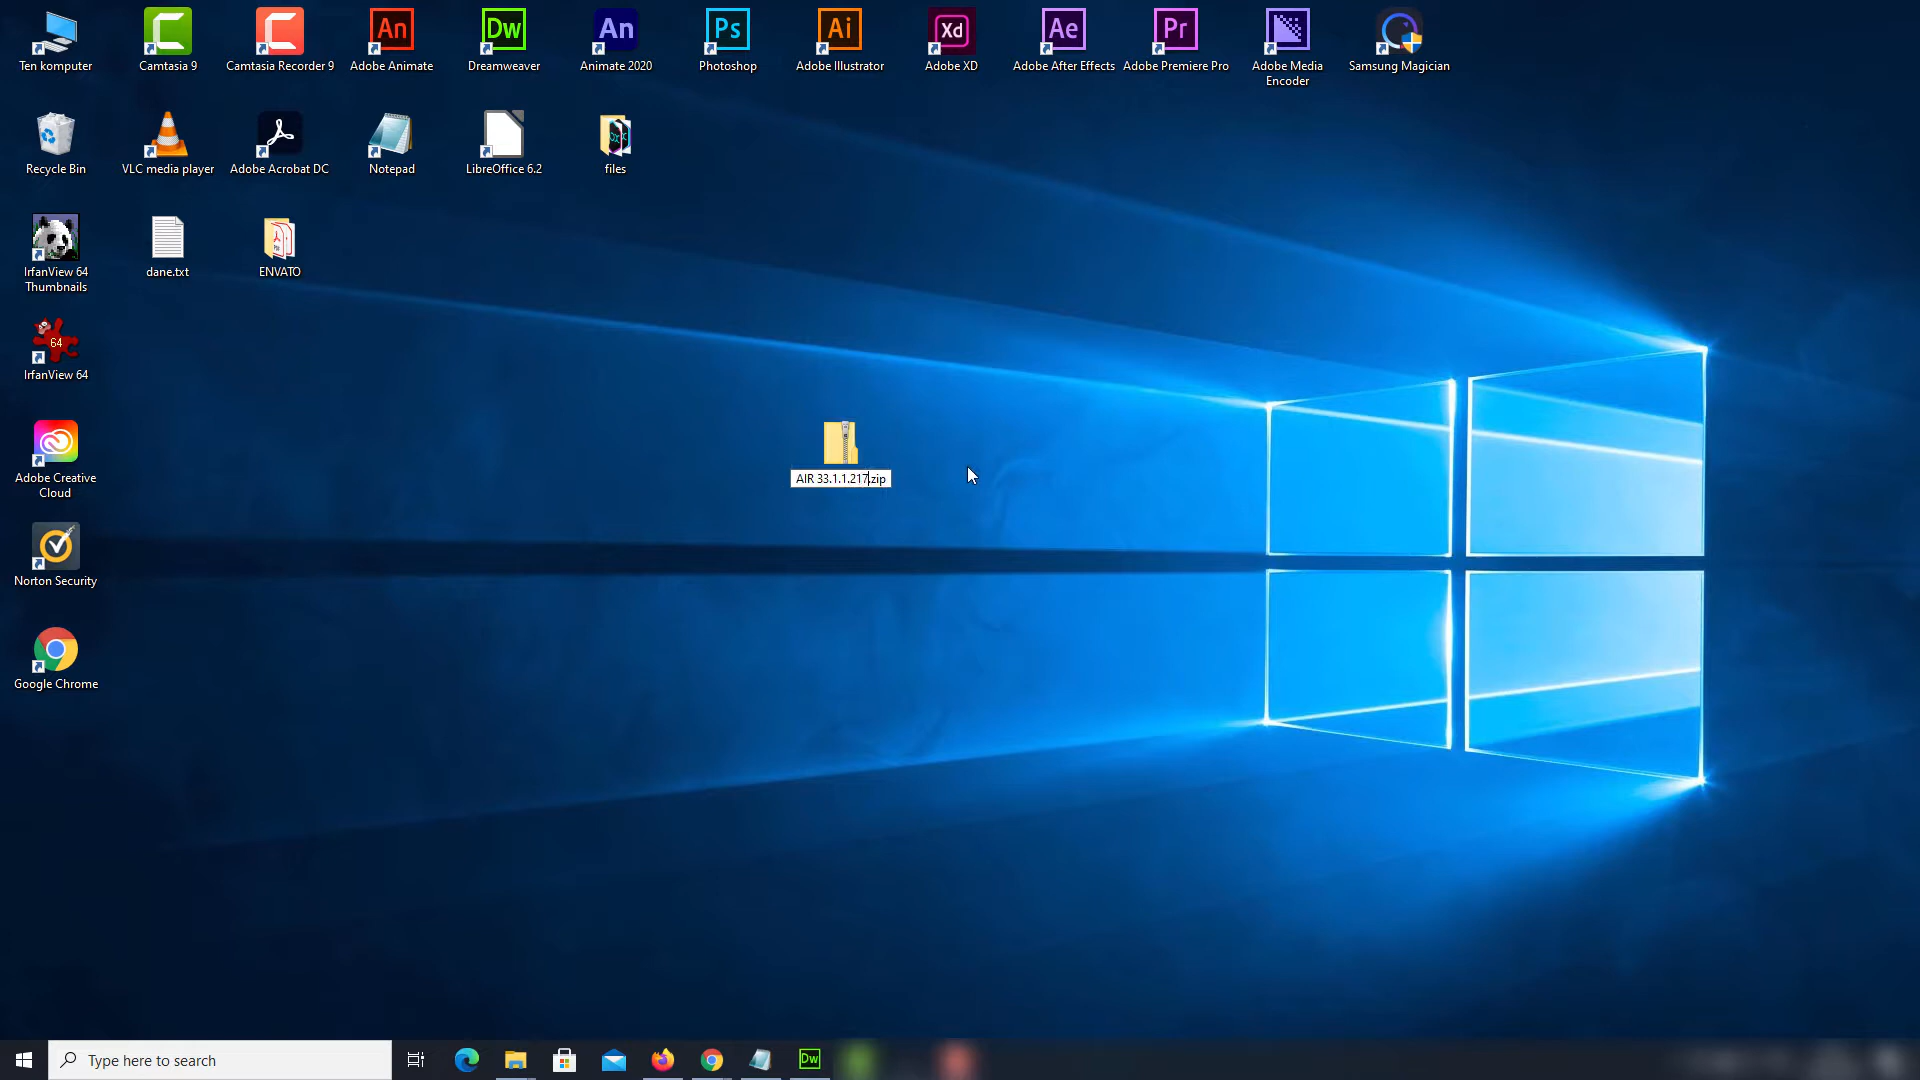 An
Dw
An
Ps
Ai
Xd
Ae
Pr
Ten komputer
Camtasia 9
Camtasia Recorder 9
Adobe Animate
Dreamweaver
Animate 2020
Photoshop
Adobe Illustrator
Adobe XD
Adobe After Effects
Adobe Premiere Pro
Adobe Media
Encoder
Samsung Magician
Recycle Bin
VLC media player
Adobe Acrobat DC
Notepad
LibreOffice 6.2
files
IrfanView 64
Thumbnails
dane.txt
ENVATO
64
IrfanView 64
Adobe Creative
Cloud
AIR 33.1.1.217.zip
Norton Security
Google Chrome
Type here to search
Dw